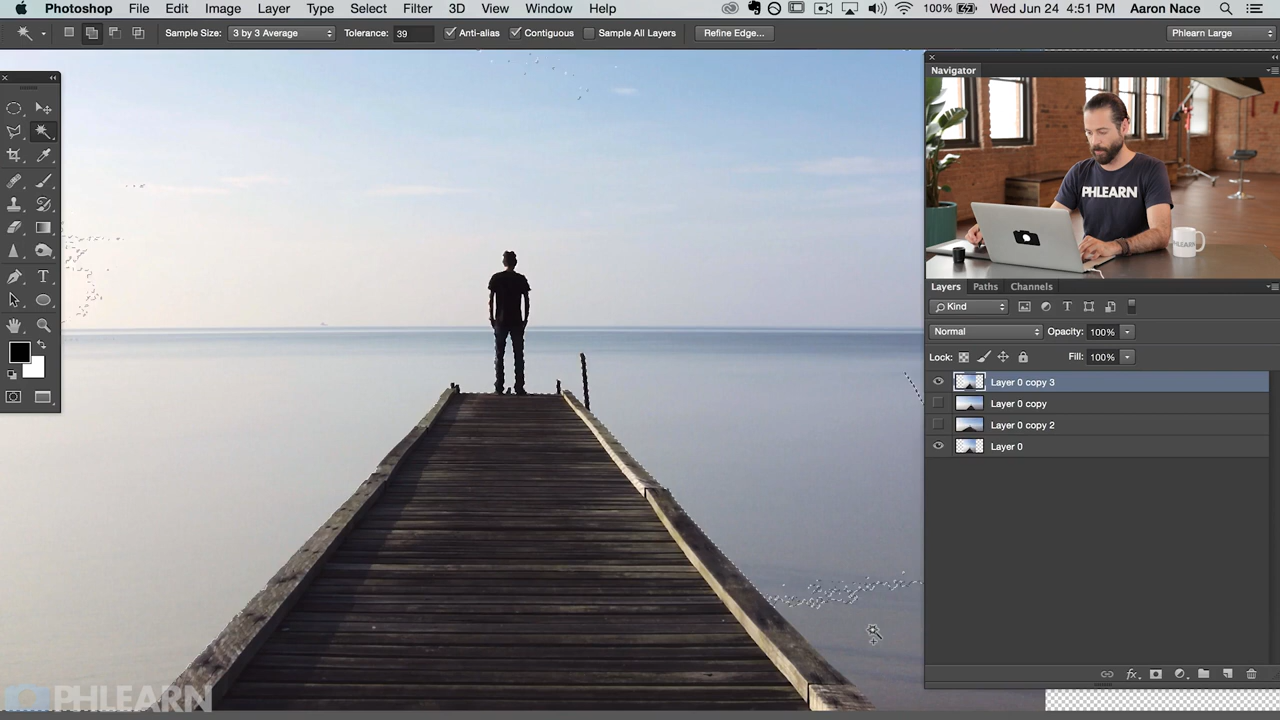 Photoshop File Edit Image Layer Type Select Filter 3D View Window Help 100% Wed Jun 24 4:51 PM Aaron Nace
Sample Size: 3 by 3 Average Tolerance: 39 Anti-alias Contiguous Sample All Layers Refine Edge... Phlearn Large
Navigator
PHLEARN
PHLEARN
Layers Paths Channels
Kind
Normal Opacity: 100%
Lock: Fill: 100%
Layer 0 copy 3
Layer 0 copy
Layer 0 copy 2
Layer 0
fx
PHLEARN